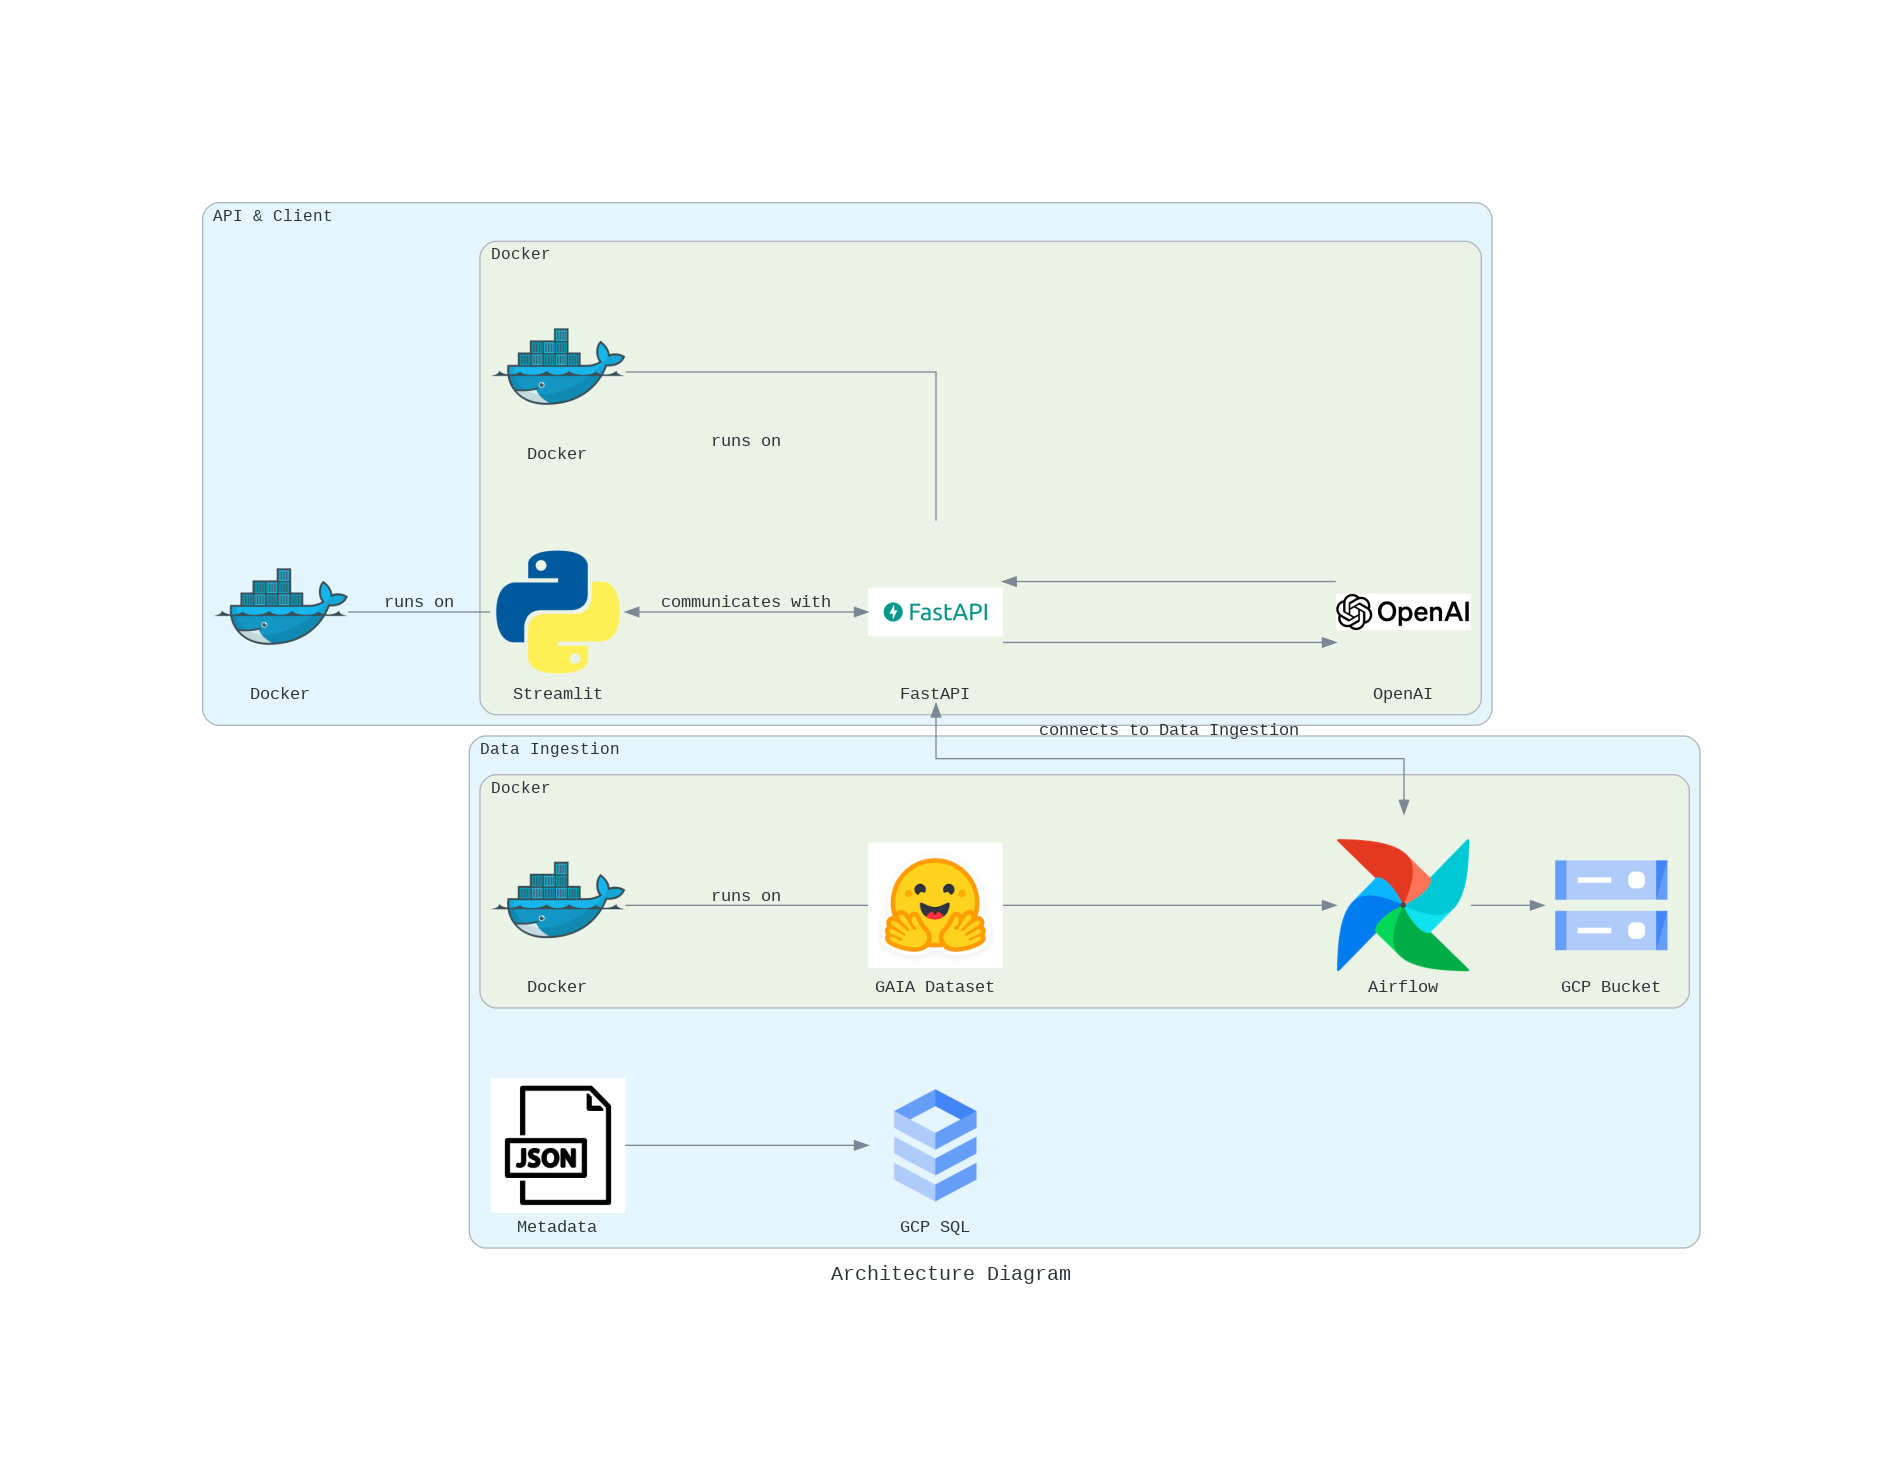 API & Client
Docker
Docker
runs on
Docker
runs on
Streamlit
communicates with
FastAPI
FastAPI
OpenAI
OpenAI
connects to Data Ingestion
Data Ingestion
Docker
Docker
runs on
GAIA Dataset
Airflow
GCP Bucket
JSON
Metadata
GCP SQL
Architecture Diagram